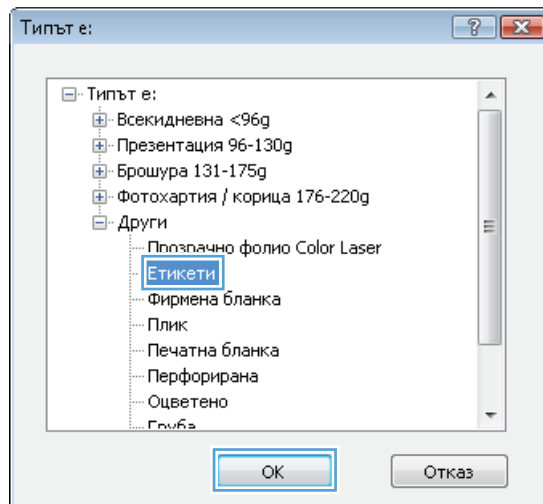 Типът е:
Типът е:
Всекидневна <96g
Презентация 96-130g
Брошура 131-175g
Фотохартия / корица 176-220g
Други
Прозрачно фолио Color Laser
Етикети
Фирмена бланка
Плик
Печатна бланка
Перфорирана
Оцветено
Груба
OK Отказ